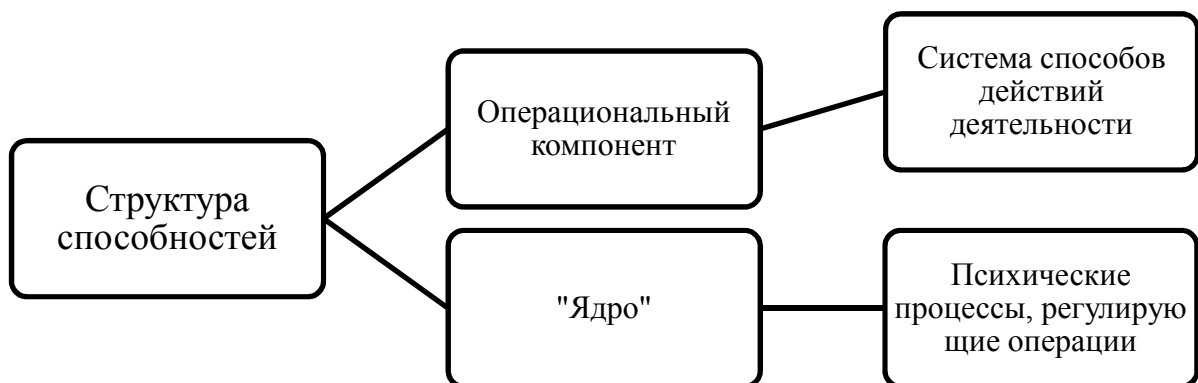 Структура
способностей
Операциональный
компонент
Система способов
действий
деятельности
"Ядро"
Психические
процессы, регулирую
щие операции